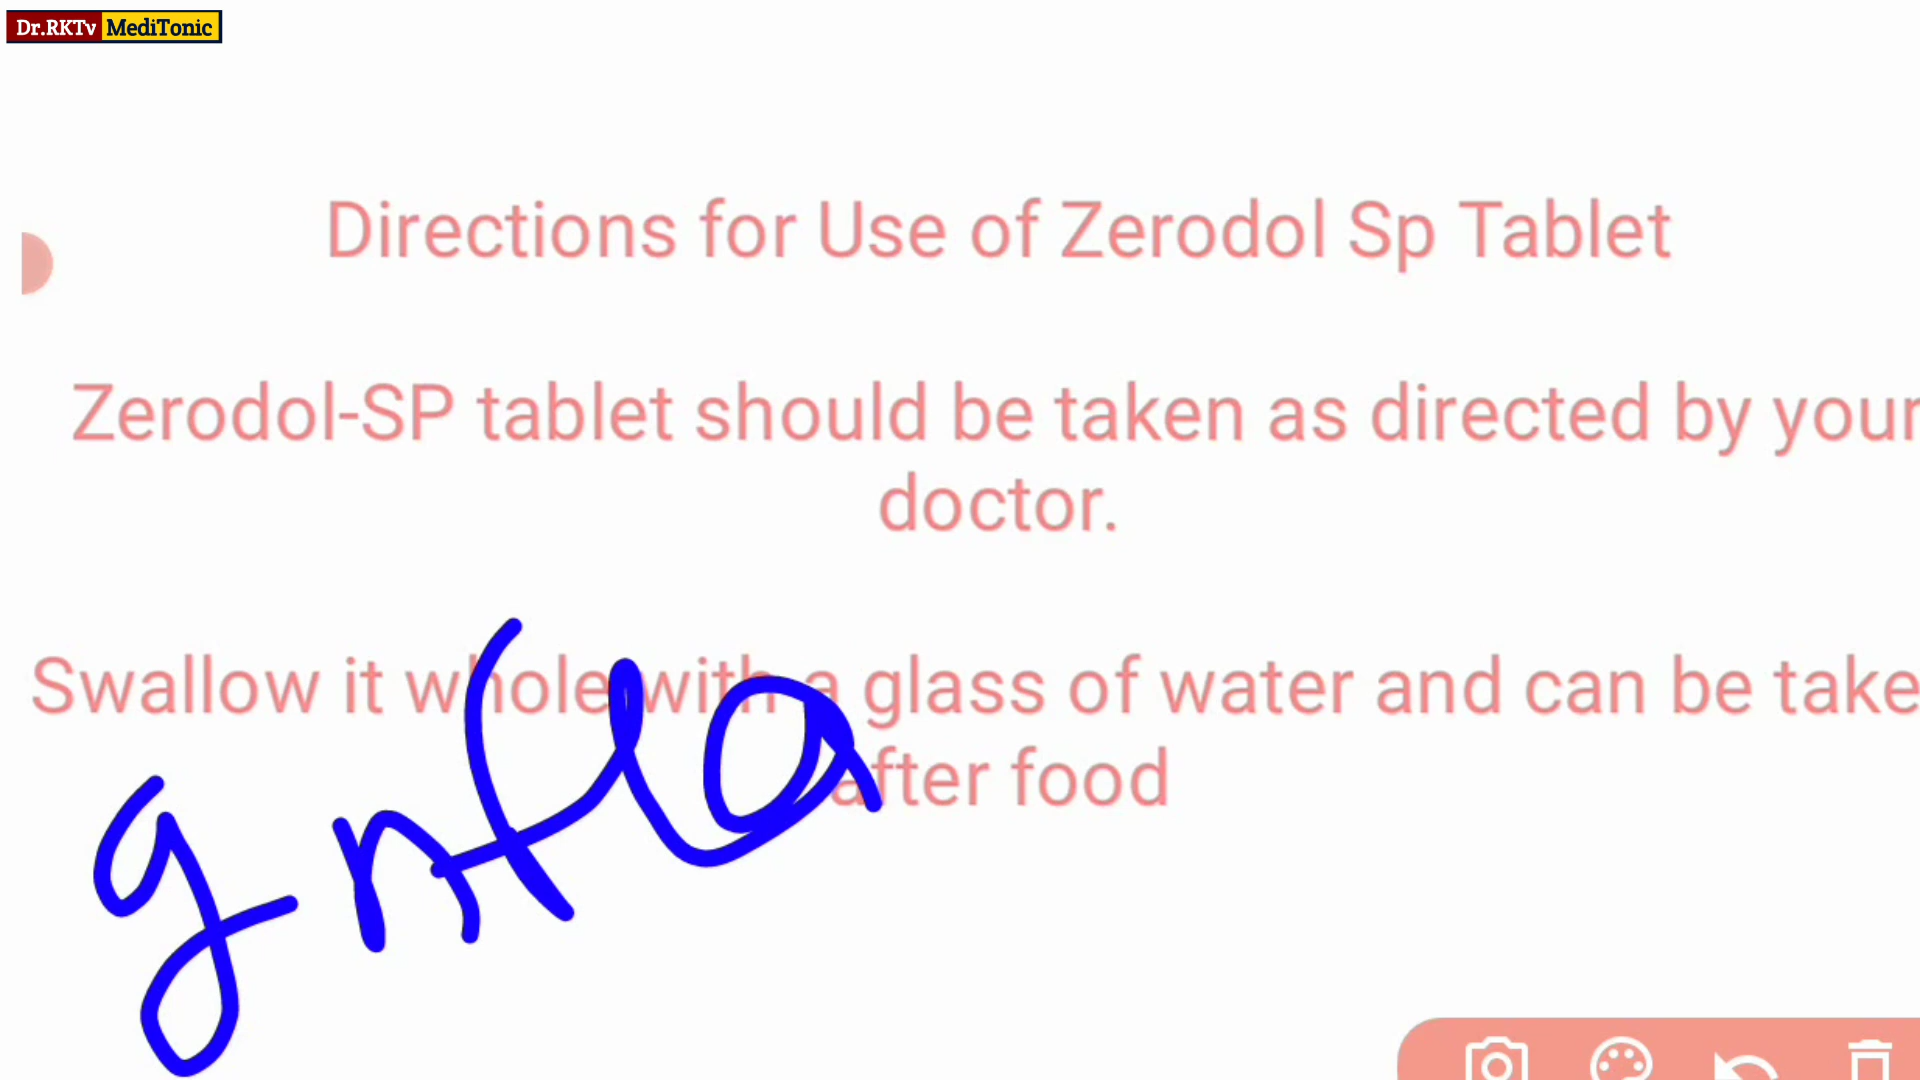 Dr.RKTv MediTonic
Directions for Use of Zerodol Sp Tablet
Zerodol-SP tablet should be taken as directed by your
doctor.
Swallow it whole with a glass of water and can be take
after food